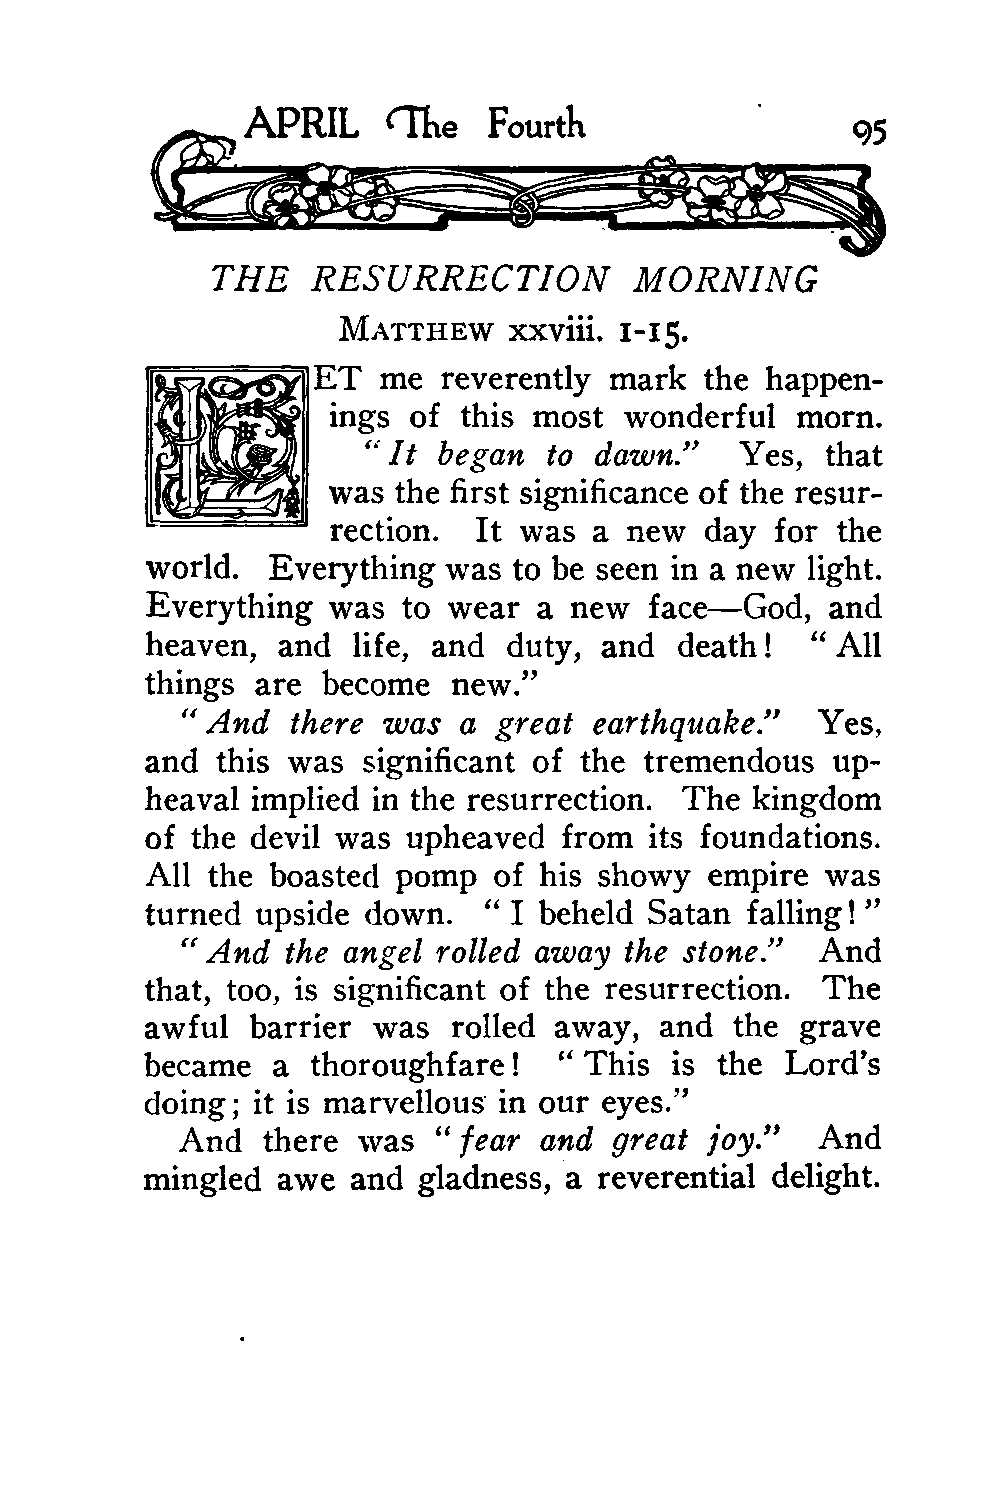 APRIL The Fourth 95
THE RESURRECTION MORNING
MATTHEW xxviii. 1-15.
LET me reverently mark the happen-
ings of this most wonderful morn.
"It began to dawn." Yes, that
was the first significance of the resur-
rection. It was a new day for the
world. Everything was to be seen in a new light.
Everything was to wear a new face—God, and
heaven, and life, and duty, and death! "All
things are become new."
"And there was a great earthquake." Yes,
and this was significant of the tremendous up-
heaval implied in the resurrection. The kingdom
of the devil was upheaved from its foundations.
All the boasted pomp of his showy empire was
turned upside down. "I beheld Satan falling!"
"And the angel rolled away the stone." And
that, too, is significant of the resurrection. The
awful barrier was rolled away, and the grave
became a thoroughfare! "This is the Lord's
doing; it is marvellous in our eyes."
And there was "fear and great joy." And
mingled awe and gladness, a reverential delight.